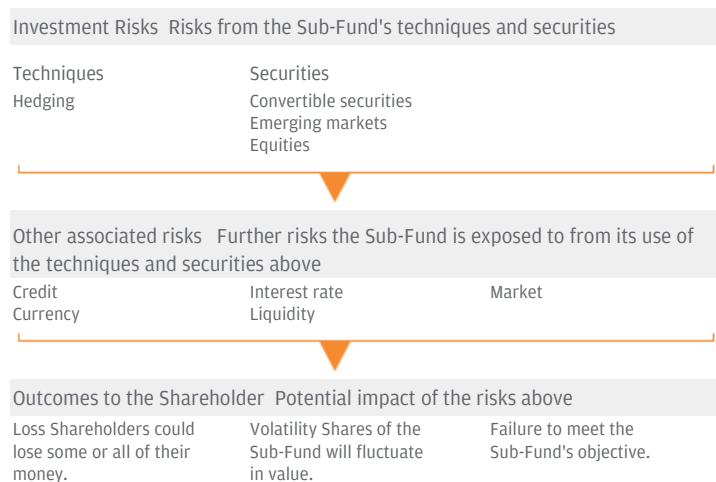 Investment Risks Risks from the Sub-Fund's techniques and securities
Techniques
Hedging
Securities
Convertible securities
Emerging markets
Equities
Other associated risks Further risks the Sub-Fund is exposed to from its use of
the techniques and securities above
Credit
Currency
Interest rate
Liquidity
Market
Outcomes to the Shareholder Potential impact of the risks above
Loss Shareholders could
lose some or all of their
money.
Volatility Shares of the
Sub-Fund will fluctuate
in value.
Failure to meet the
Sub-Fund's objective.